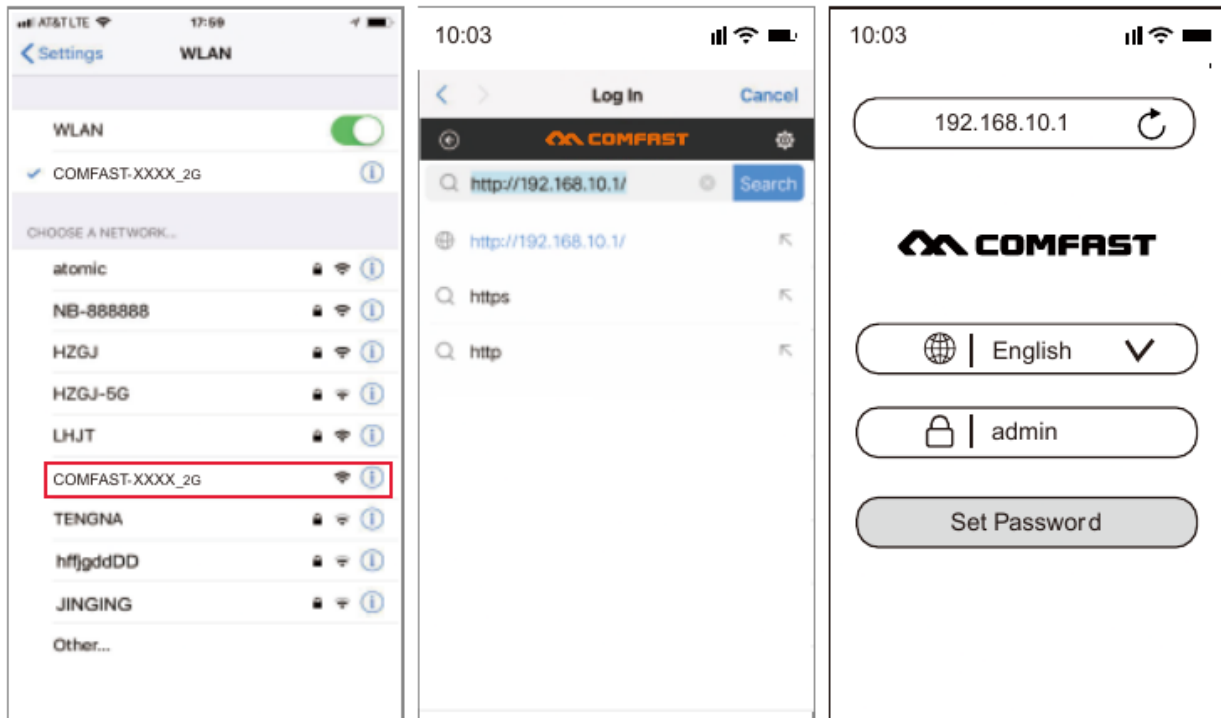 AT&T LTE 17:59
Settings WLAN
WLAN
COMFAST-XXXX_2G
CHOOSE A NETWORK...
atomic
NB-888888
HZGJ
HZGJ-5G
LHJT
COMFAST-XXXX_2G
TENGNA
hffjgddDD
JINGING
Other...
10:03
Log In Cancel
COMFAST
http://192.168.10.1/ Search
http://192.168.10.1/
https
http
10:03
192.168.10.1
COMFAST
English
admin
Set Password